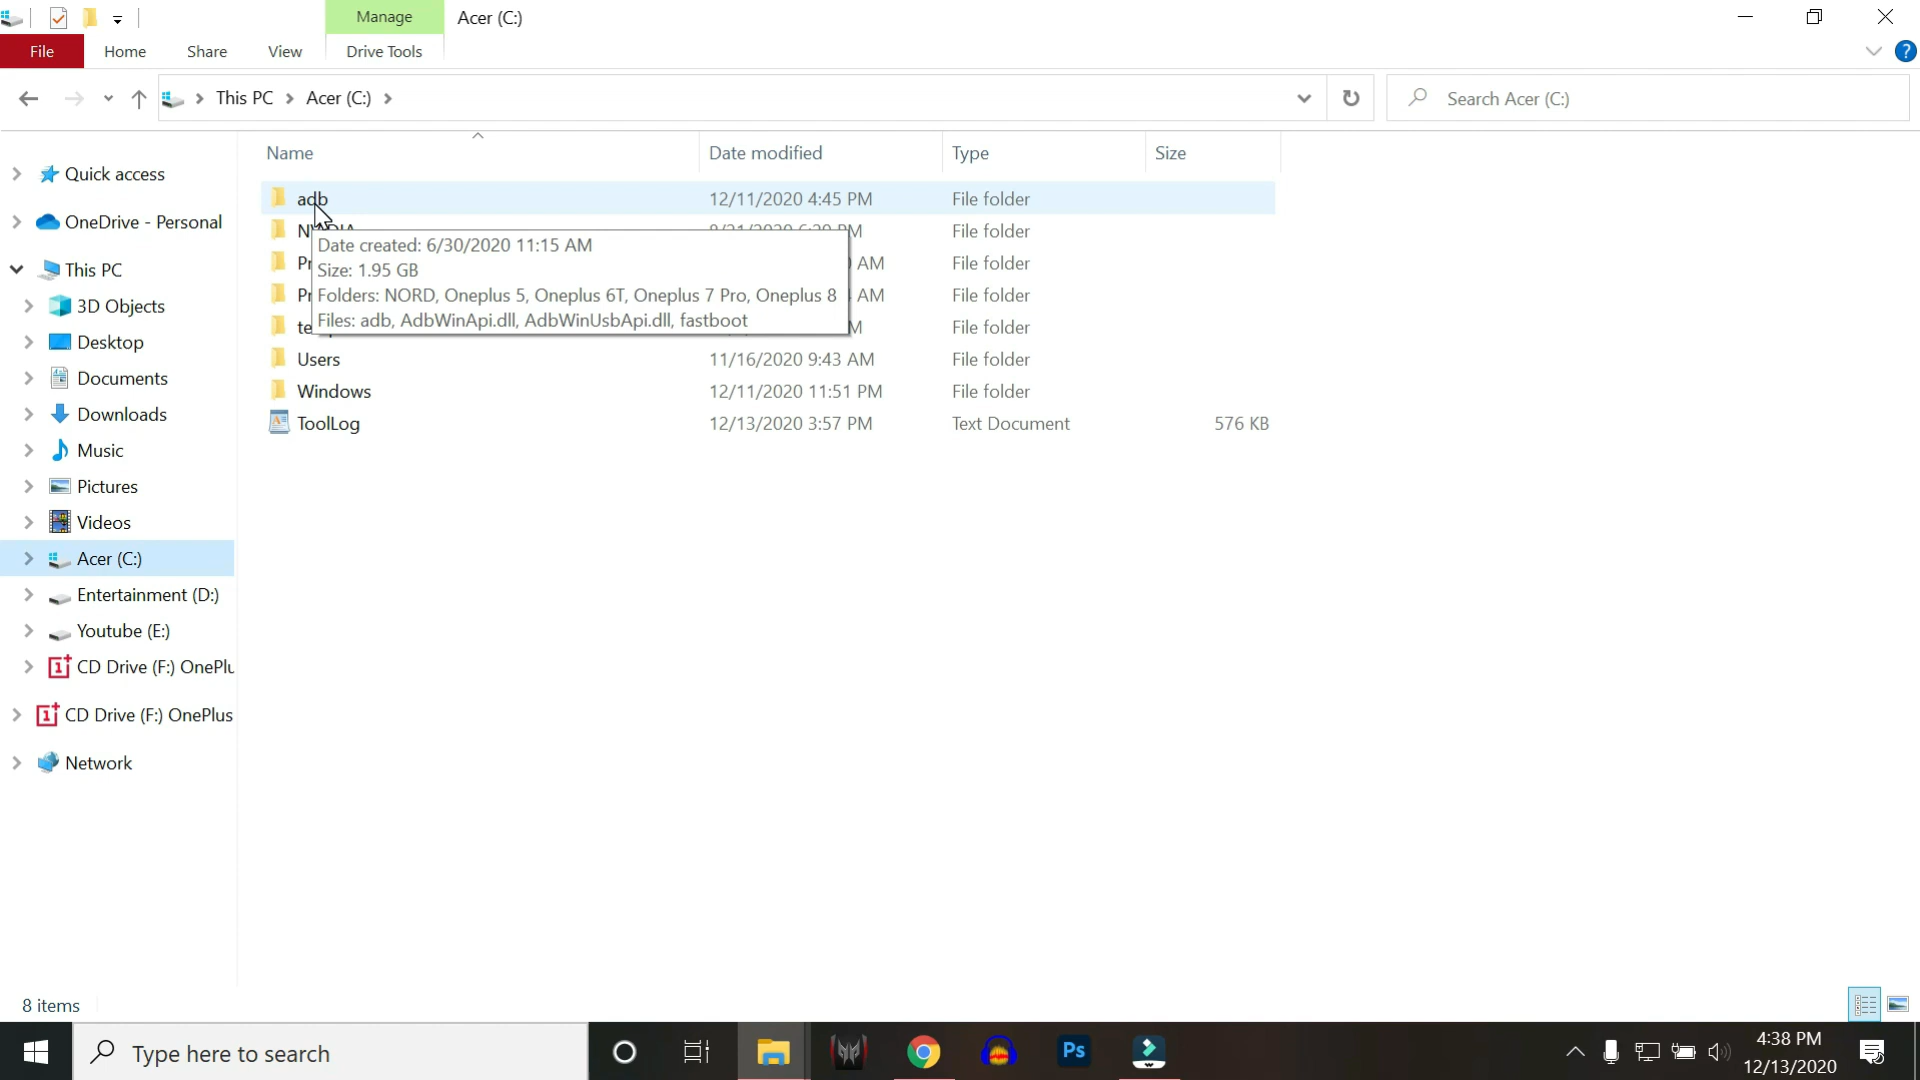 Manage
Acer (C:)
File
Home
Share
View
Drive Tools
?
This PC
Acer (C:)
Search Acer (C:)
Name
Date modified
Type
Size
adb
12/11/2020 4:45 PM
File folder
File folder
AM
File folder
AM
File folder
File folder
Date created: 6/30/2020 11:15 AM
Size: 1.95 GB
Folders: NORD, Oneplus 5, Oneplus 6T, Oneplus 7 Pro, Oneplus 8
Files: adb, AdbWinApi.dll, AdbWinUsbApi.dll, fastboot
Users
11/16/2020 9:43 AM
File folder
Windows
12/11/2020 11:51 PM
File folder
ToolLog
12/13/2020 3:57 PM
Text Document
576 KB
Quick access
OneDrive - Personal
This PC
3D Objects
Desktop
Documents
Downloads
Music
Pictures
Videos
Acer (C:)
Entertainment (D:)
Youtube (E:)
CD Drive (F:) OnePlu
CD Drive (F:) OnePlus
Network
8 items
Type here to search
Ps
4:38 PM
12/13/2020